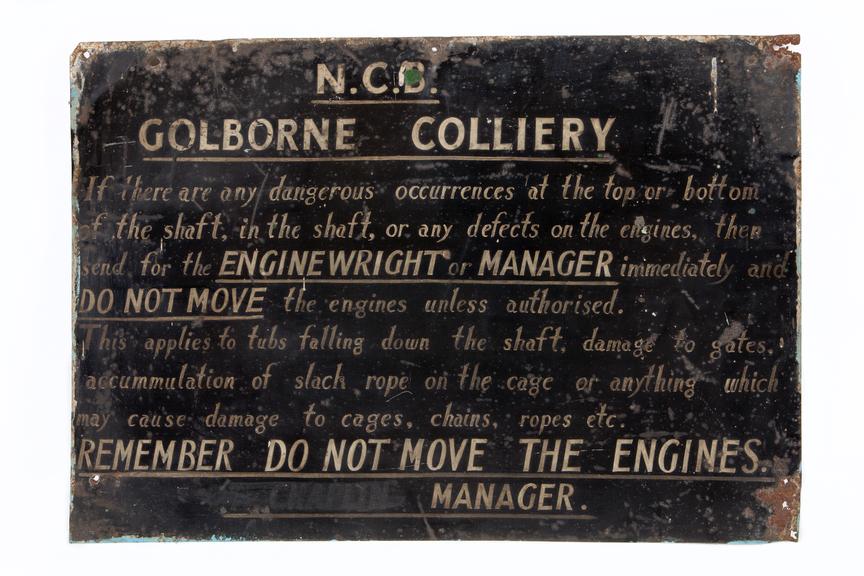 N.C.B.
GOLBORNE COLLIERY
If there are any dangerous occurrences at the top or bottom
of the shaft, in the shaft, or any defects on the engines, then
send for the ENGINEWRIGHT or MANAGER immediately and
DO NOT MOVE the engines unless authorised.
This applies to tubs falling down the shaft, damage to gates,
accummulation of slack rope on the cage or anything which
may cause damage to cages, chains, ropes etc.
REMEMBER DO NOT MOVE THE ENGINES.
MANAGER.